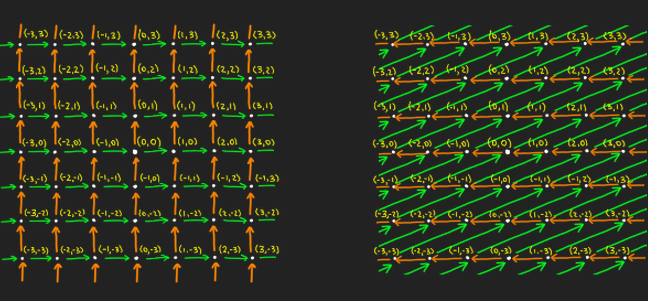 (-3,3) (-2,3) (-1,3) (0,3) (1,3) (2,3) (3,3)
(-3,2) (-2,2) (-1,2) (0,2) (1,2) (2,2) (3,2)
(-3,1) (-2,1) (-1,1) (0,1) (1,1) (2,1) (3,1)
(-3,0) (-2,0) (-1,0) (0,0) (1,0) (2,0) (3,0)
(-3,-1) (-2,-1) (-1,-1) (-1,0) (-1,1) (-1,2) (-1,3)
(-3,-2) (-2,-2) (-1,-2) (0,-2) (1,-2) (2,-2) (3,-2)
(-3,-3) (-2,-3) (-1,-3) (0,-3) (1,-3) (2,-3) (3,-3)
(-3,3) (-2,3) (-1,3) (0,3) (1,3) (2,3) (3,3)
(-3,2) (-2,2) (-1,2) (0,2) (1,2) (2,2) (3,2)
(-3,1) (-2,1) (-1,1) (0,1) (1,1) (2,1) (3,1)
(-3,0) (-2,0) (-1,0) (0,0) (1,0) (2,0) (3,0)
(-3,-1) (-2,-1) (-1,-1) (-1,0) (-1,1) (-1,2) (-1,3)
(-3,-2) (-2,-2) (-1,-2) (0,-2) (1,-2) (2,-2) (3,-2)
(-3,-3) (-2,-3) (-1,-3) (0,-3) (1,-3) (2,-3) (3,-3)